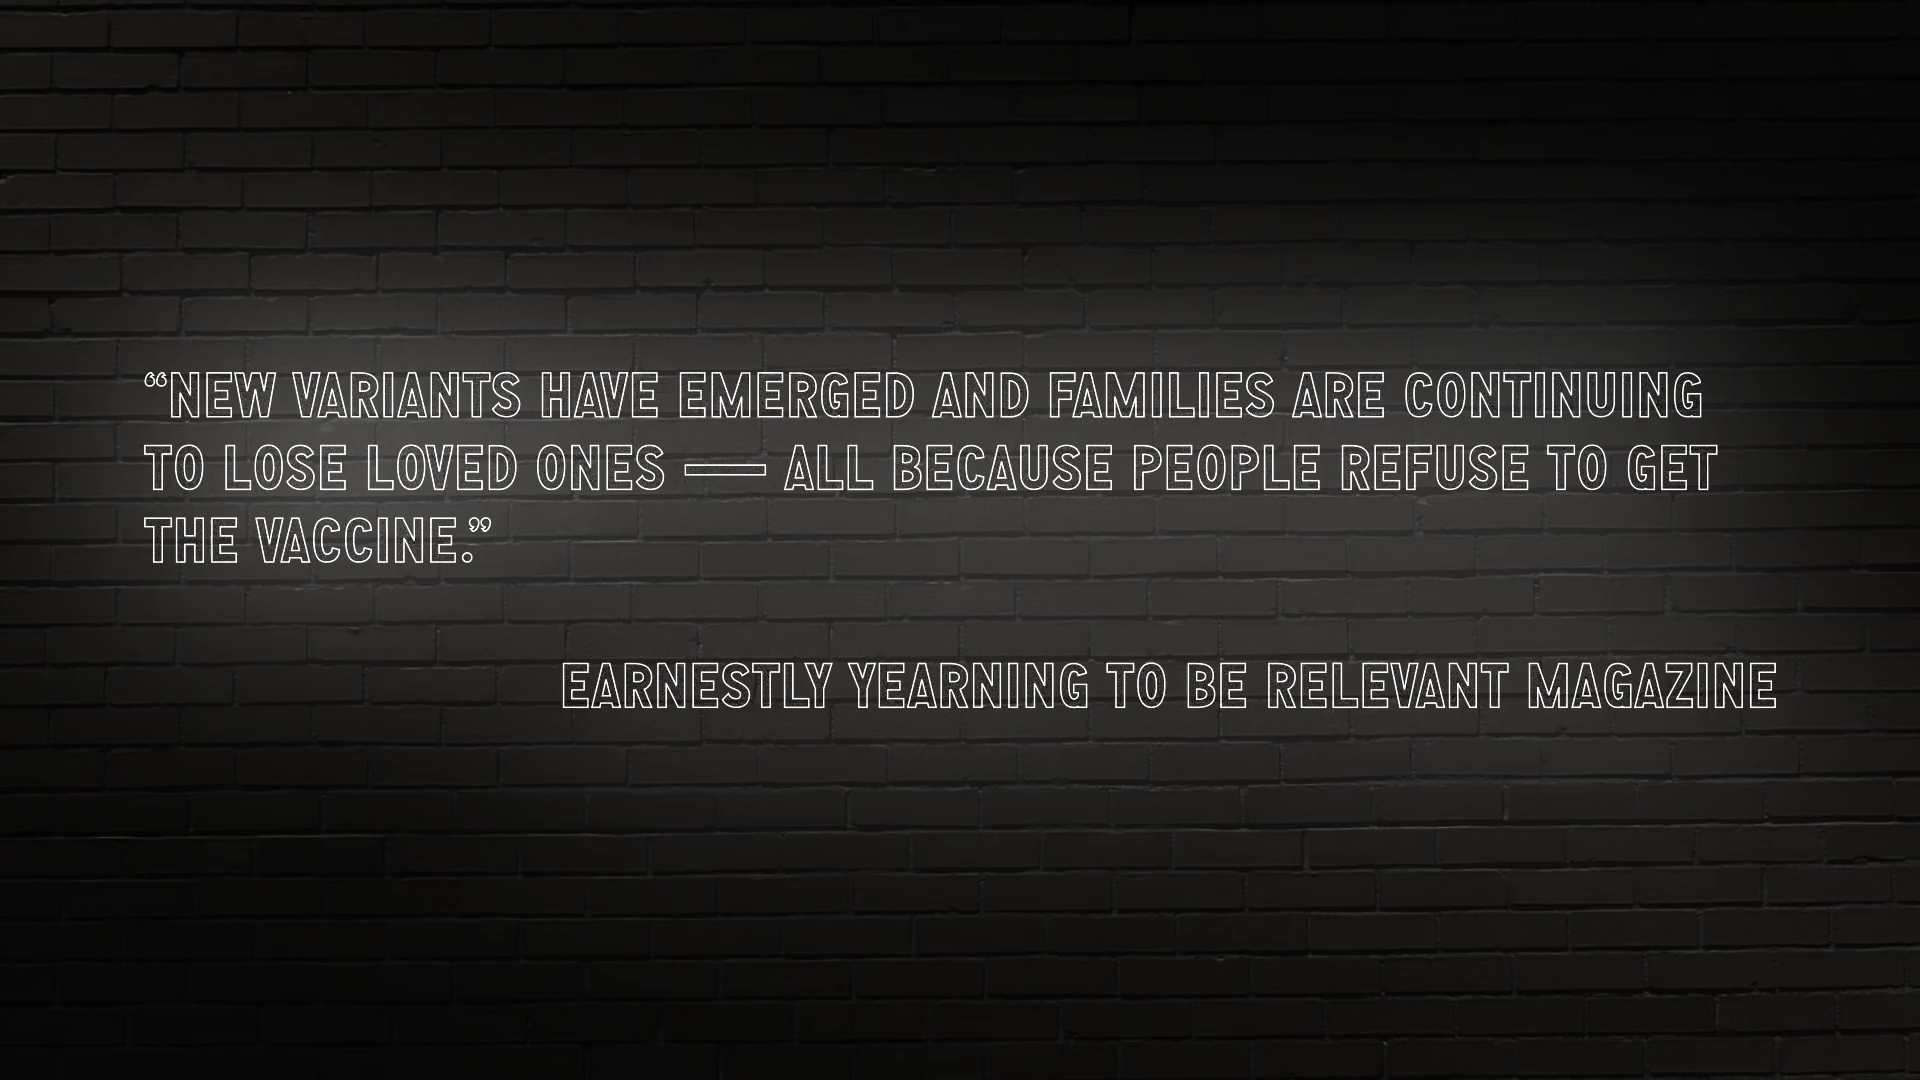 “NEW VARIANTS HAVE EMERGED AND FAMILIES ARE CONTINUING
TO LOSE LOVED ONES — ALL BECAUSE PEOPLE REFUSE TO GET
THE VACCINE.”
EARNESTLY YEARNING TO BE RELEVANT MAGAZINE